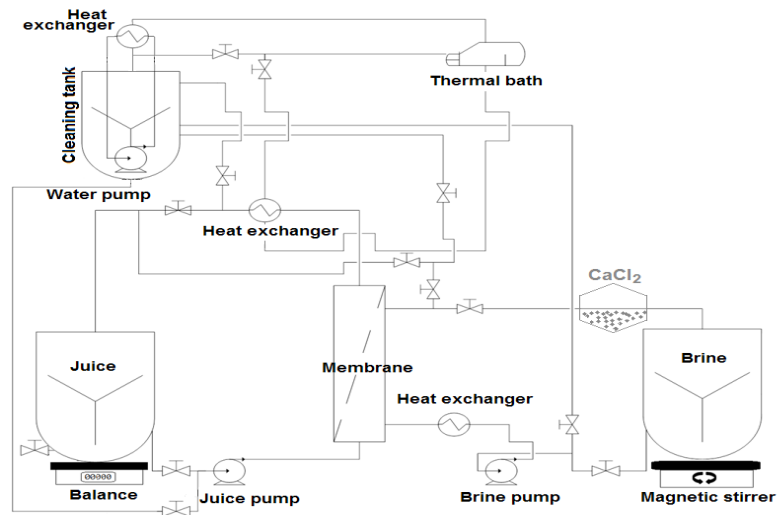 Heat
exchanger
Thermal bath
Cleaning tank
Water pump
Heat exchanger
CaCl₂
Juice
Membrane
Brine
Heat exchanger
00000
Balance
Juice pump
Brine pump
Magnetic stirrer